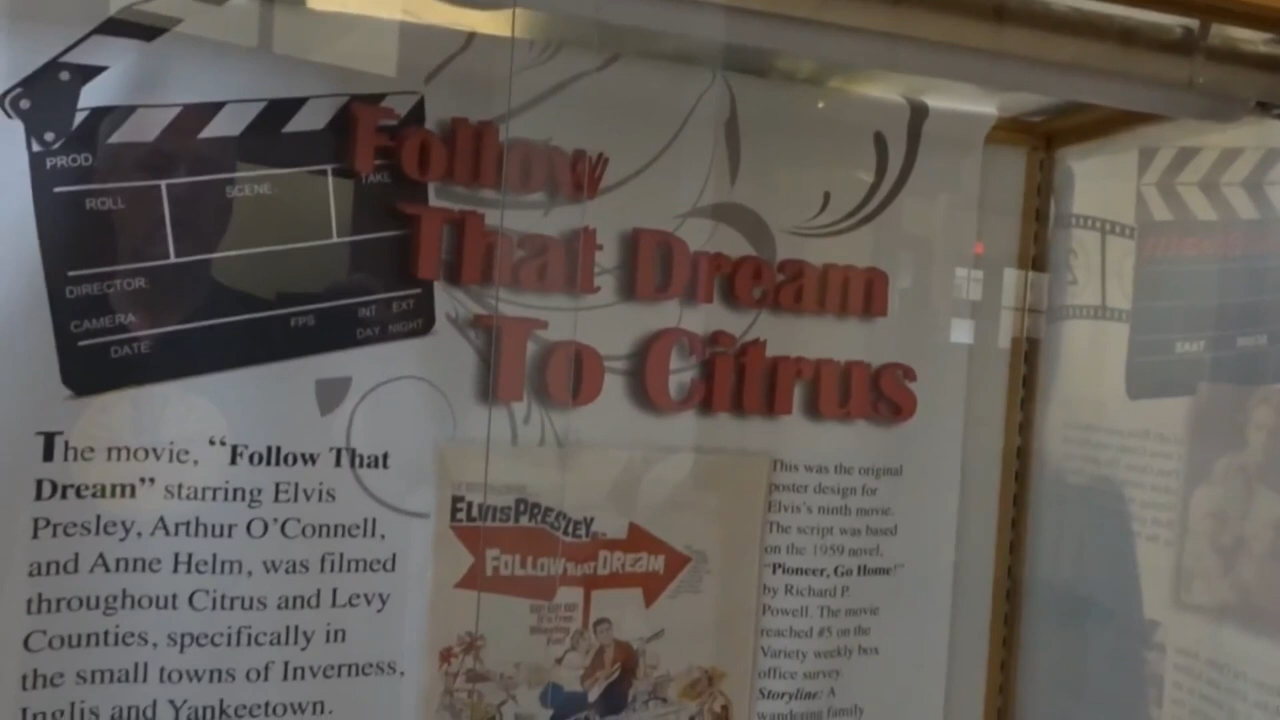 PROD.
ROLL
SCENE:
TAKE
DIRECTOR:
CAMERA:
DATE:
FPS
INT EXT
DAY NIGHT
Follow
That Dream
To Citrus
The movie, “Follow That
Dream” starring Elvis
Presley, Arthur O’Connell,
and Anne Helm, was filmed
throughout Citrus and Levy
Counties, specifically in
the small towns of Inverness,
Inglis and Yankeetown.
ELVIS PRESLEY
FOLLOW THAT DREAM
This was the original
poster design for
Elvis's ninth movie.
The script was based
on the 1959 novel,
"Pioneer, Go Home!"
by Richard P.
Powell. The movie
reached #5 on the
Variety weekly box
office survey.
Storyline: A
wandering family